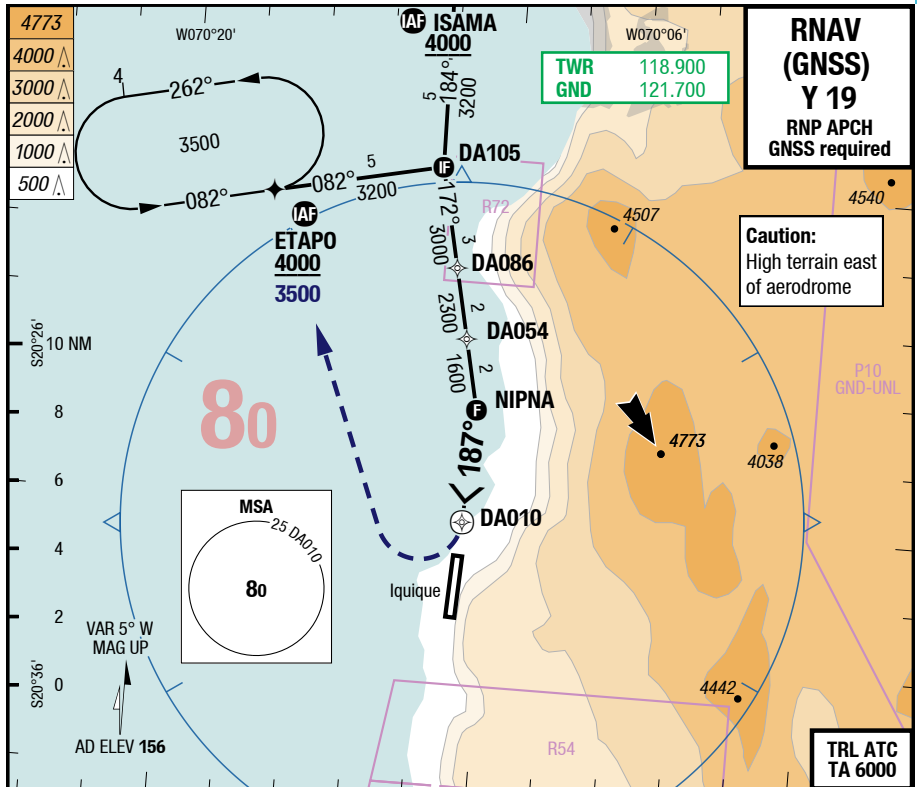 4773
4000
3000
2000
1000
500
W070°20'
W070°06'
IAF ISAMA
4000
184°
5
3200
TWR 118.900
GND 121.700
RNAV
(GNSS)
Y 19
RNP APCH
GNSS required
4
262°
3500
082°
082°
5
3200
IF
DA105
172°
3
3000
R72
IAF
ETAPO
4000
3500
DA086
2
2300
DA054
2
1600
F
NIPNA
187°
DA010
4507
4540
Caution:
High terrain east
of aerodrome
P10
GND-UNL
4773
4038
4442
S20°26'
10 NM
8
6
4
2
0
S20°36'
80
MSA
25 DA010
80
Iquique
VAR 5° W
MAG UP
AD ELEV 156
R54
TRL ATC
TA 6000